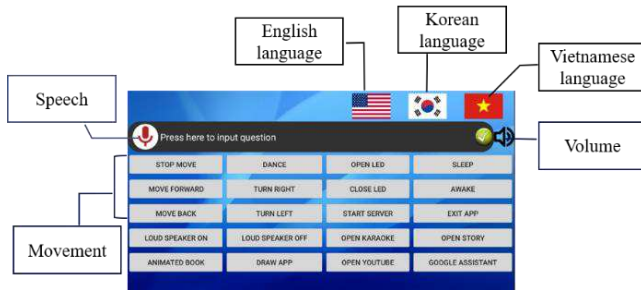 English
language
Korean
language
Vietnamese
language
Speech
Press here to input question
Volume
STOP MOVE
DANCE
OPEN LED
SLEEP
MOVE FORWARD
TURN RIGHT
CLOSE LED
AWAKE
MOVE BACK
TURN LEFT
START SERVER
EXIT APP
Movement
LOUD SPEAKER ON
LOUD SPEAKER OFF
OPEN KARAOKE
OPEN STORY
ANIMATED BOOK
DRAW APP
OPEN YOUTUBE
GOOGLE ASSISTANT